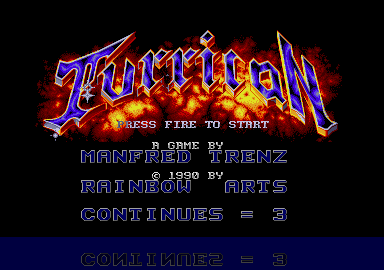 Turrican
PRESS FIRE TO START
A GAME BY
MANFRED TRENZ
© 1990 BY
RAINBOW ARTS
CONTINUES = 3
CONTINUES = 3